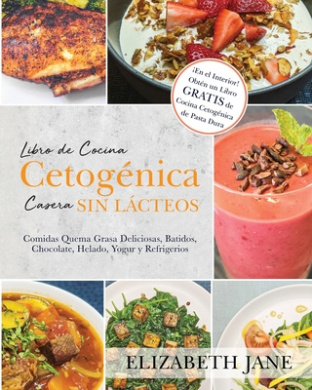 ¡En el Interior!
Obtén un Libro
GRATIS de
Cocina Cetogénica
de Pasta Dura
Libro de Cocina
Cetogénica
Casera SIN LÁCTEOS
Comidas Quema Grasa Deliciosas, Batidos,
Chocolate, Helado, Yogur y Refrigerios
ELIZABETH JANE